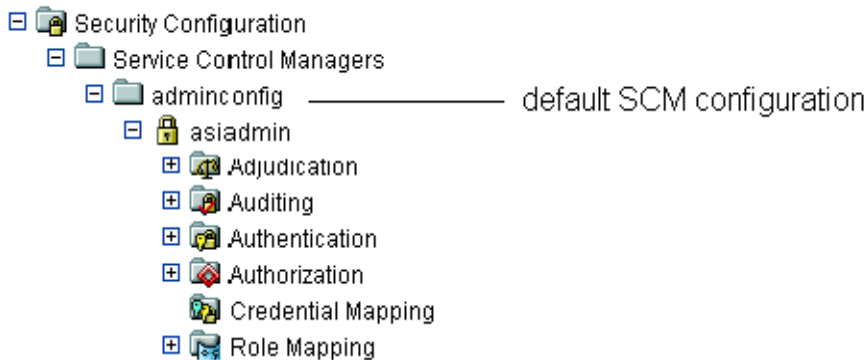 Security Configuration
Service Control Managers
adminconfig default SCM configuration
asiadmin
Adjudication
Auditing
Authentication
Authorization
Credential Mapping
Role Mapping